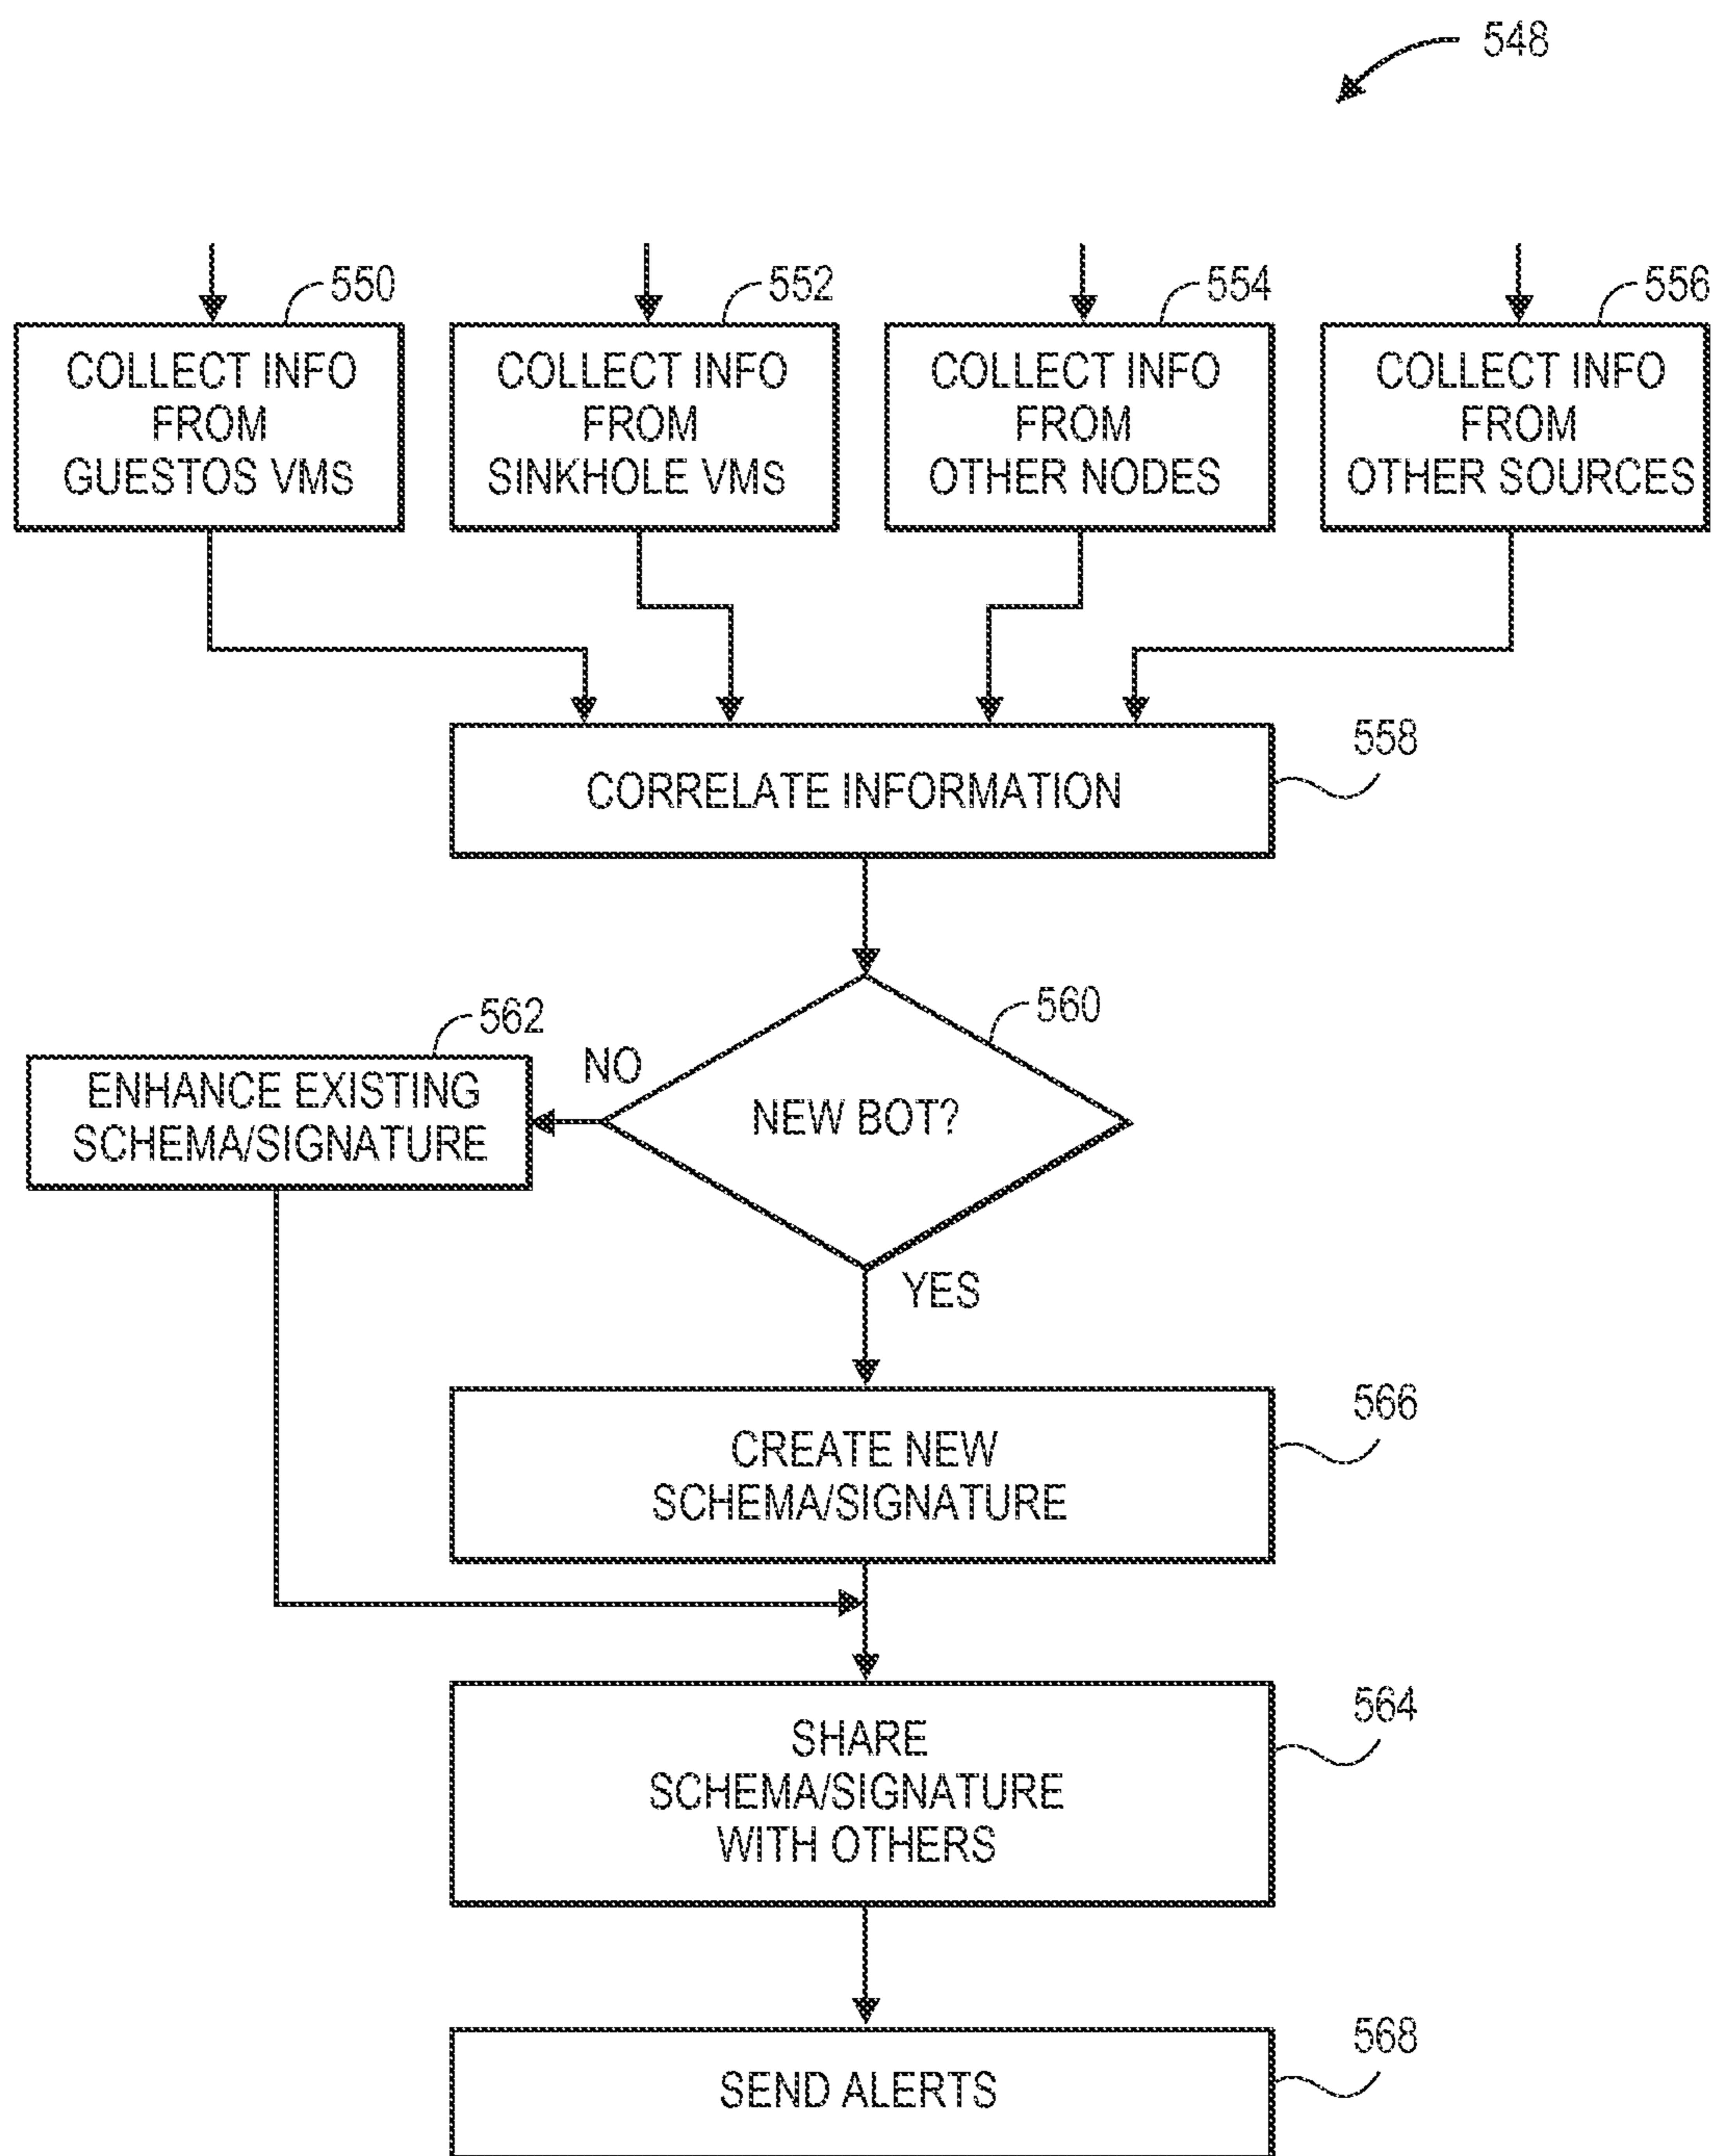 548
550
552
554
556
COLLECT INFO
FROM
GUESTOS VMs
COLLECT INFO
FROM
SINKHOLE VMs
COLLECT INFO
FROM
OTHER NODES
COLLECT INFO
FROM
OTHER SOURCES
558
CORRELATE INFORMATION
560
562
NO
ENHANCE EXISTING
SCHEMA/SIGNATURE
NEW BOT?
YES
566
CREATE NEW
SCHEMA/SIGNATURE
564
SHARE
SCHEMA/SIGNATURE
WITH OTHERS
568
SEND ALERTS